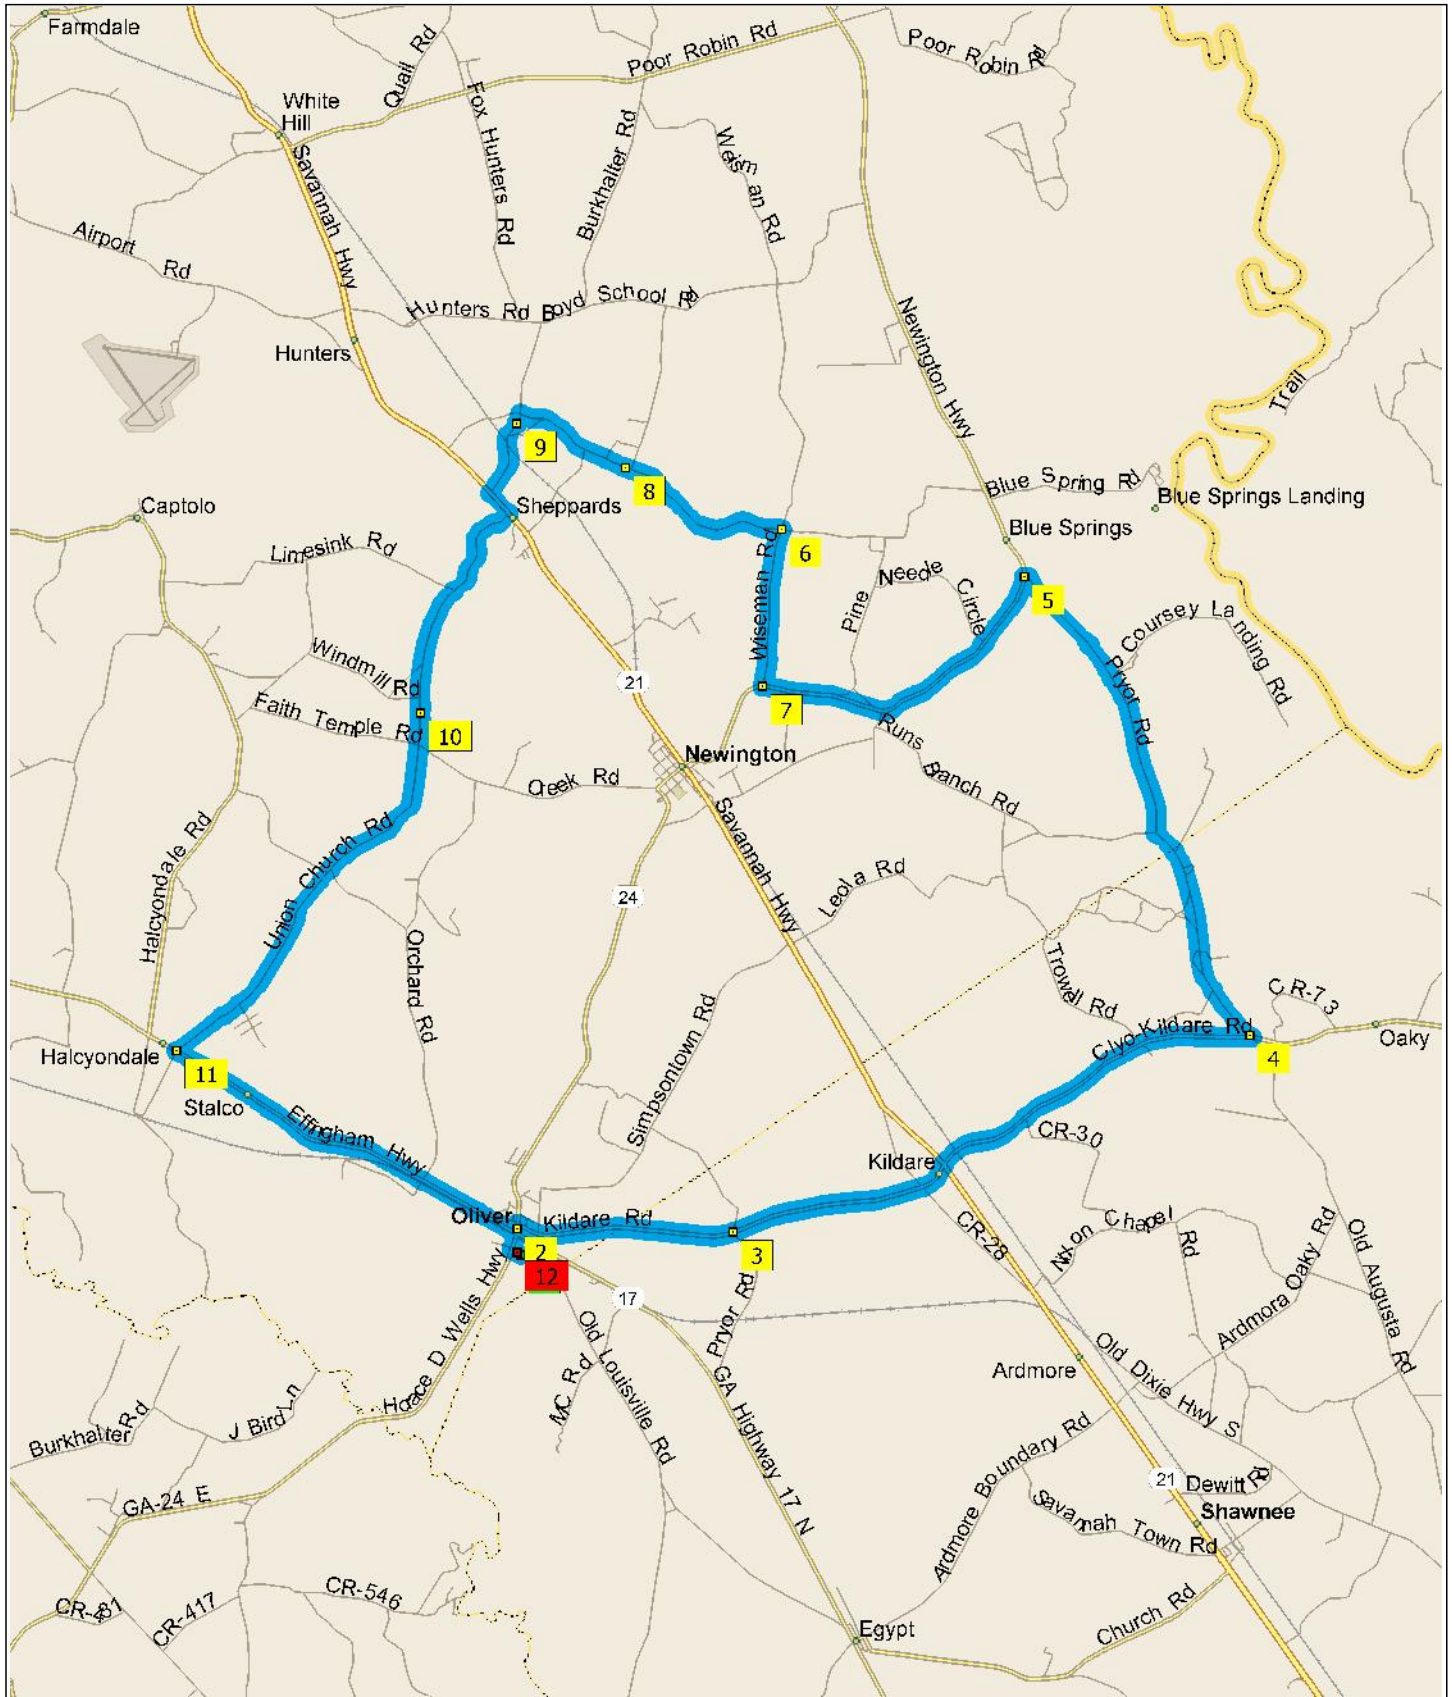 Farmdale
Quail Rd
Poor Robin Rd
Poor Robin Rd
White
Hill
Fox Hunters Rd
Burkhalter Rd
Weisman Rd
Savannah Hwy
Airport Rd
Hunters Rd
Boyd School Rd
Hunters
Newington Hwy
Trail
9
8
Blue Spring Rd
Blue Springs Landing
Captolo
Sheppards
Blue Springs
Limesink Rd
6
Neede Circle
Pine
5
Wiseman Rd
Coursey Landing Rd
Pryor Rd
Windmill Rd
21
7
Faith Temple Rd
10
Runs Branch Rd
Newington
Creek Rd
Savannah Hwy
Halcyondale Rd
Union Church Rd
24
Leola Rd
Orchard Rd
Trowell Rd
CR-73
Simpsontown Rd
Clyo-Kildare Rd
Oaky
4
Halcyondale
11
Stalco
Effingham Hwy
CR-30
Kildare
Oliver
Kildare Rd
2
3
12
CR-28
Nixon Chapel Rd
Old Augusta Rd
Ardmora Oaky Rd
Horace D Wells Hwy
17
Pryor Rd
Old Louisville Rd
MC Rd
GA Highway 17 N
Ardmore
Old Dixie Hwy S
Burkhalter Rd
J Bird Ln
Ardmore Boundary Rd
21
Dewitt Rd
GA-24 E
Savannah Town Rd
Shawnee
CR-481
CR-417
CR-546
Church Rd
Egypt